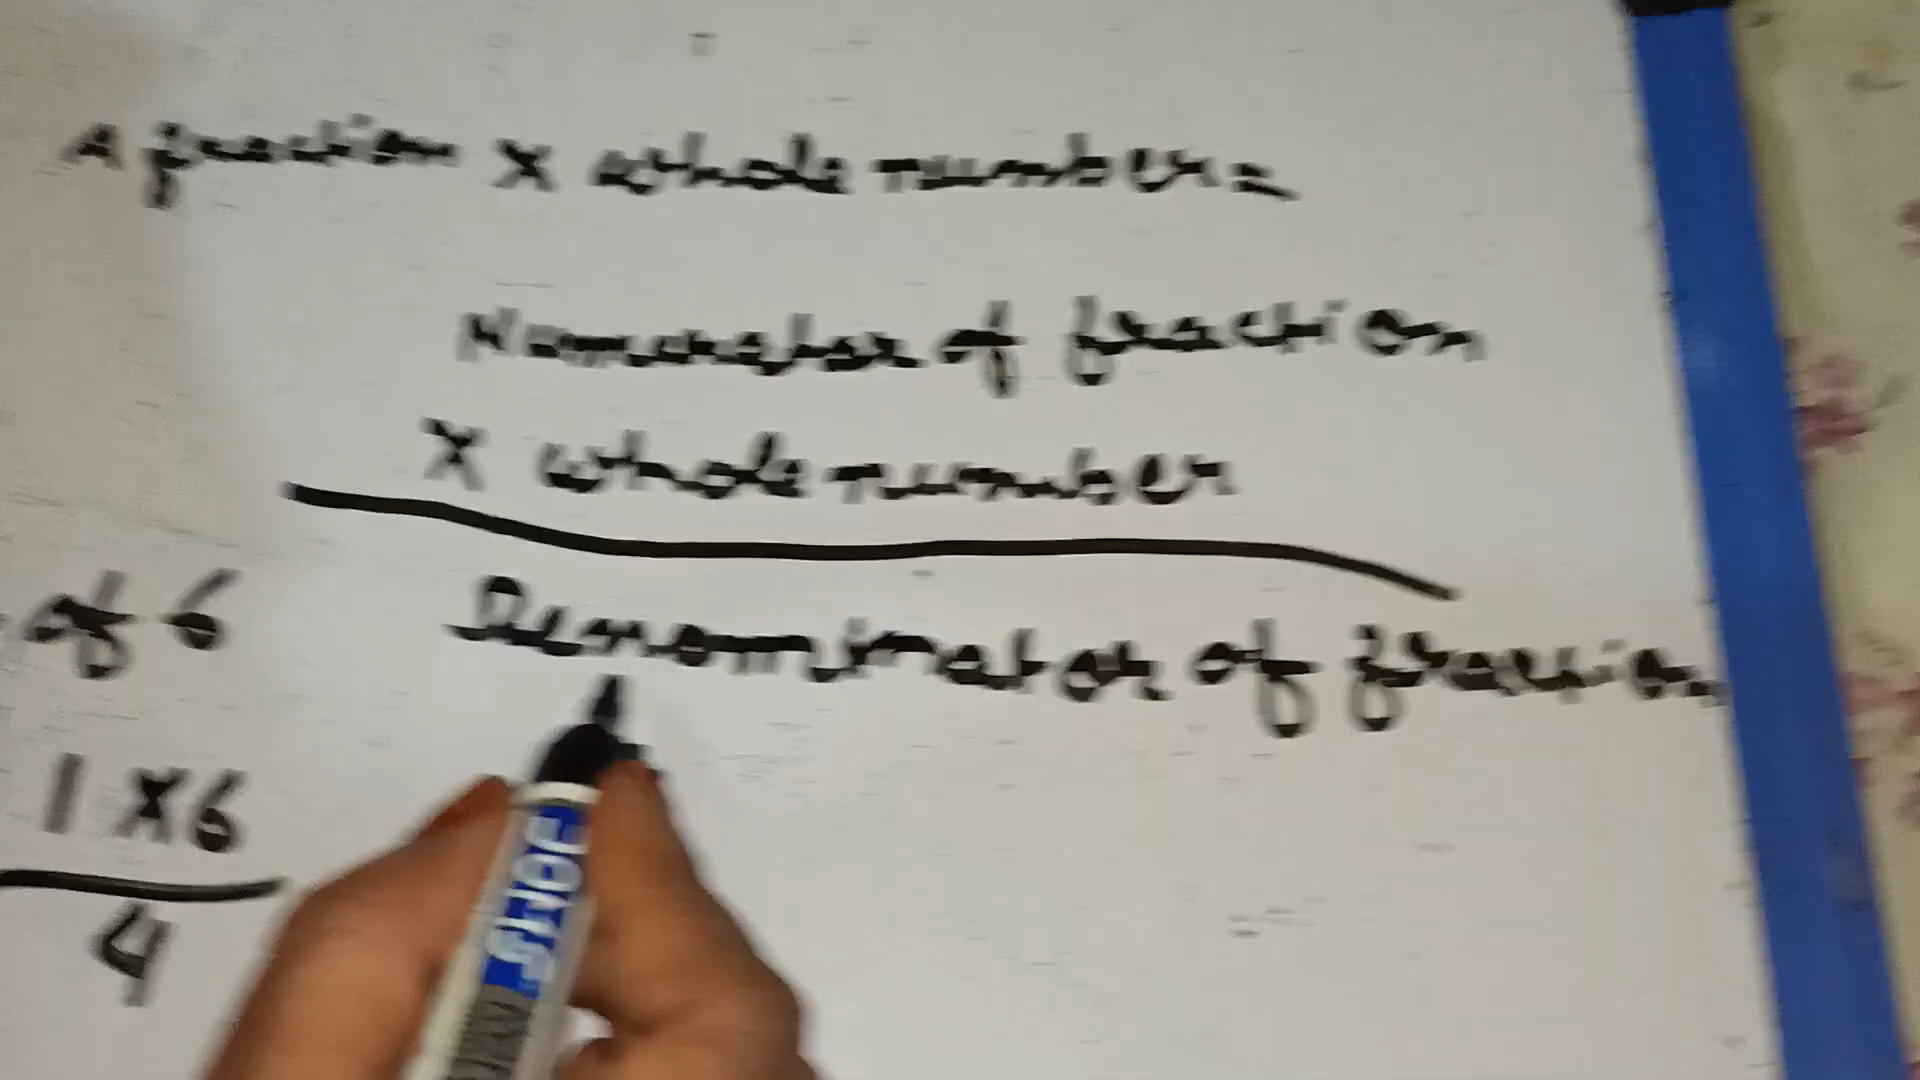 A fraction X whole number =
Numerator of fraction
X whole number
Denominator of fraction
of 6
1 X 6
4